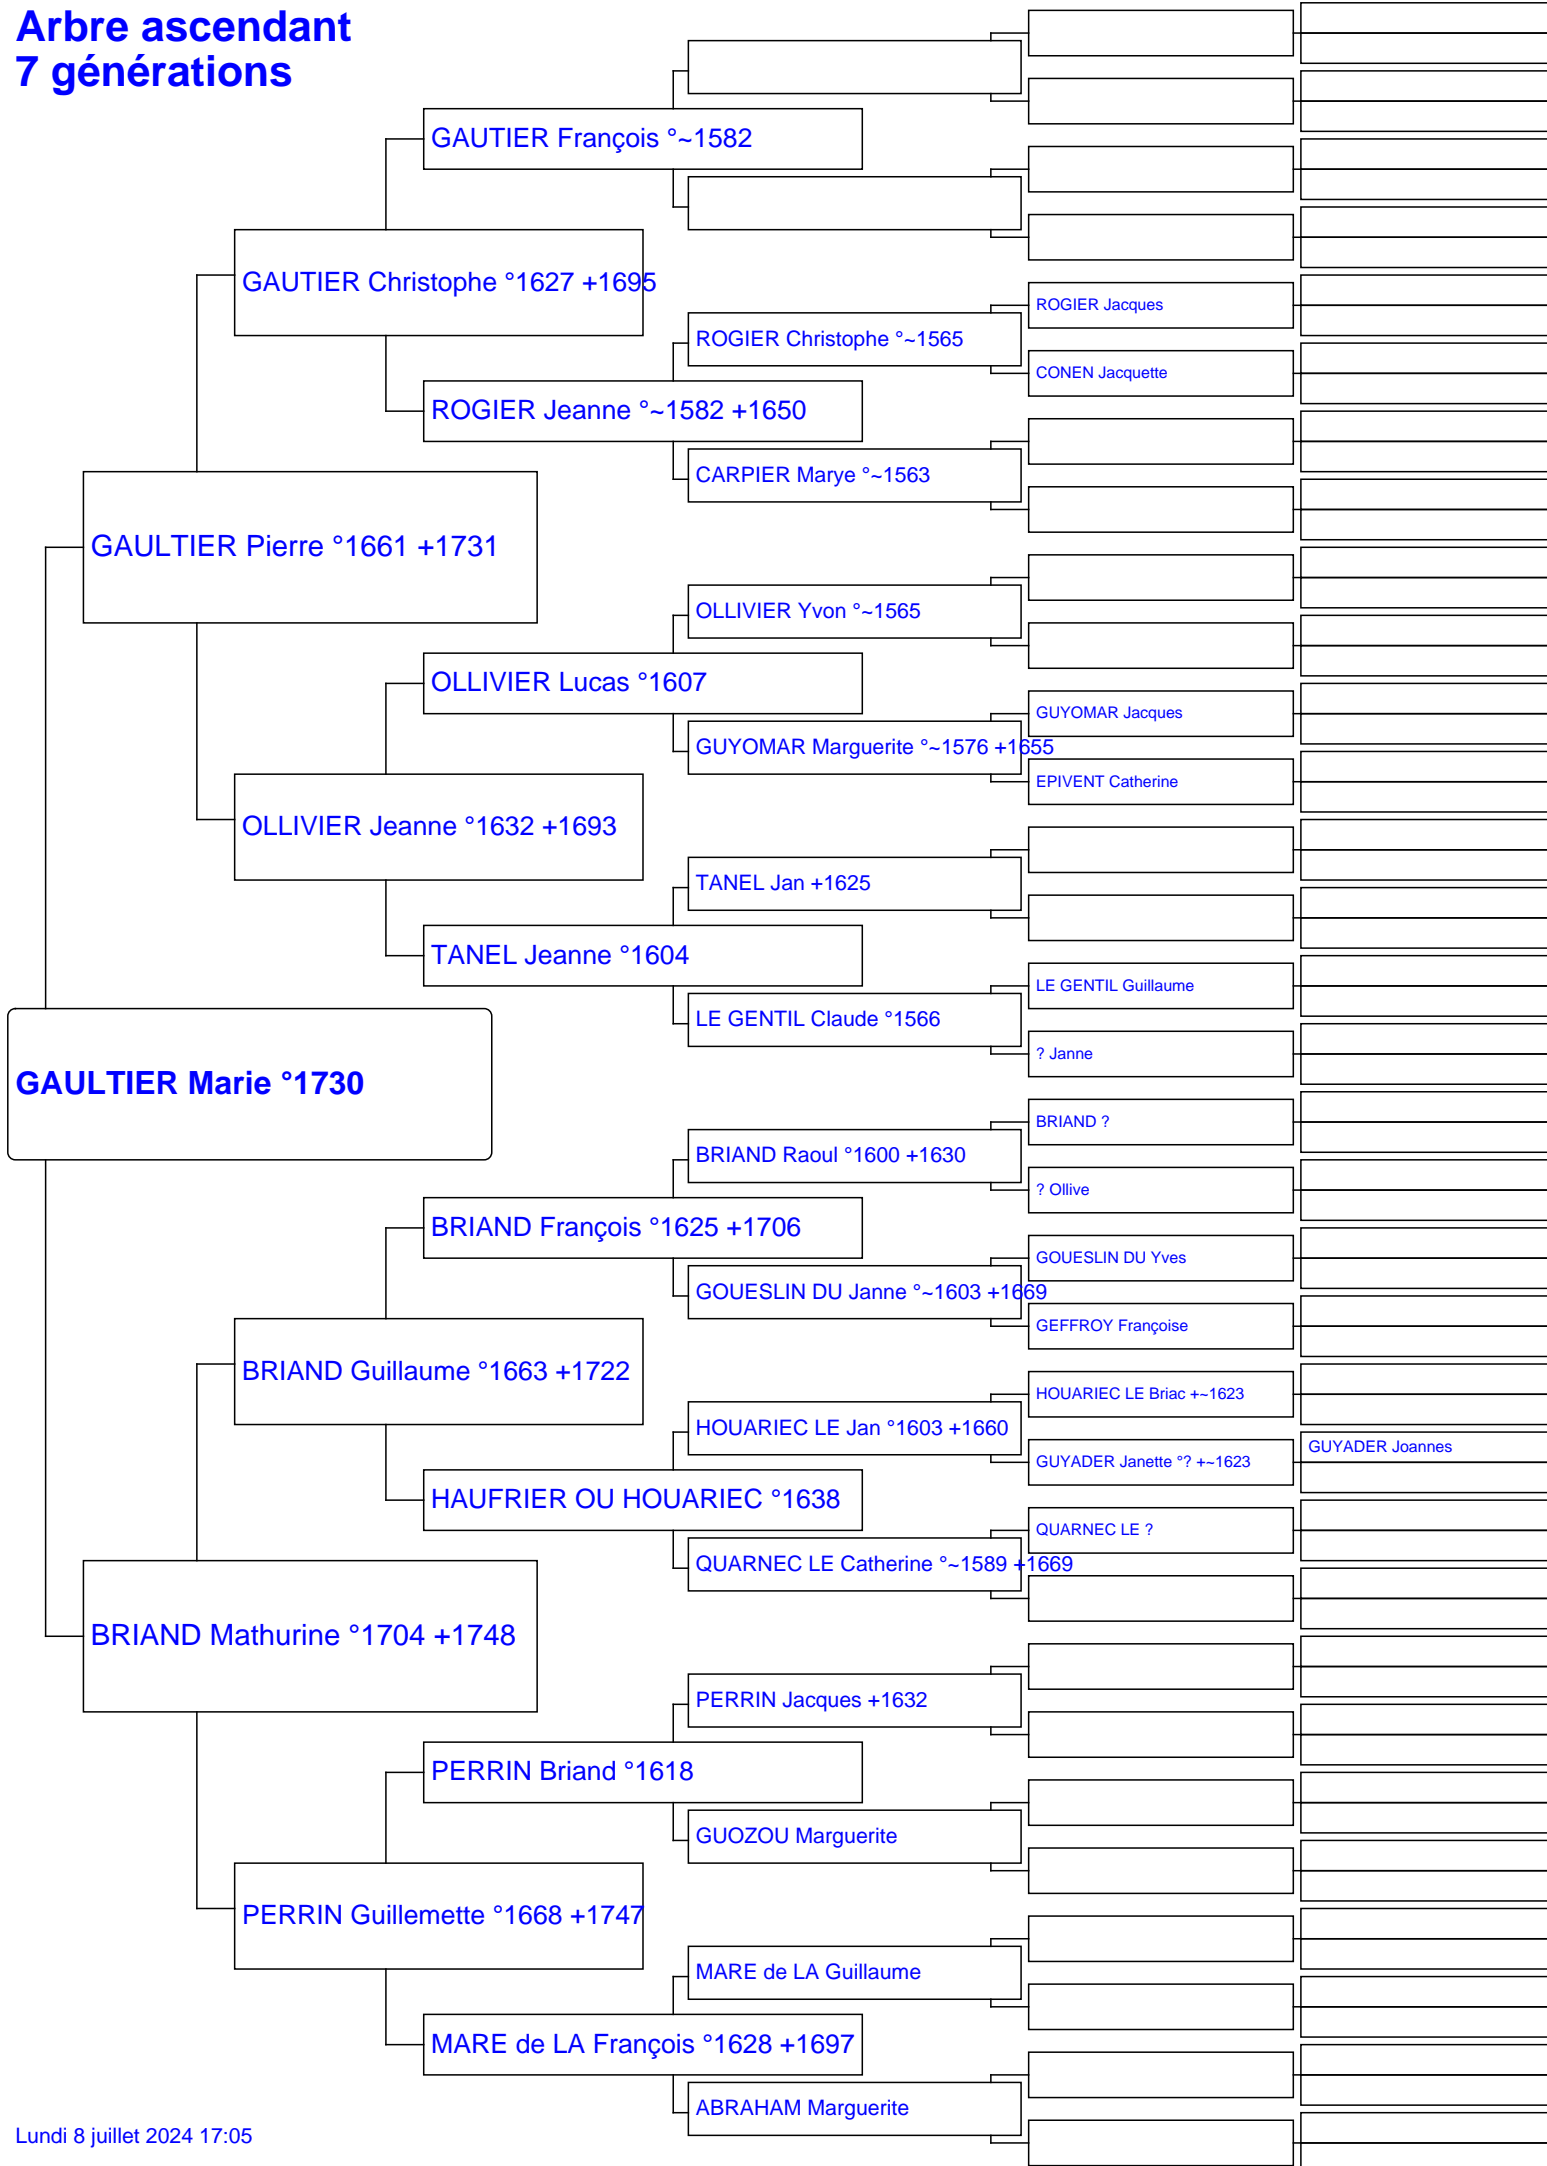 Arbre ascendant
7 générations
GAUTIER François °~1582
GAUTIER Christophe °1627 +1695
ROGIER Jacques
ROGIER Christophe °~1565
CONEN Jacquette
ROGIER Jeanne °~1582 +1650
CARPIER Marye °~1563
GAULTIER Pierre °1661 +1731
OLLIVIER Yvon °~1565
OLLIVIER Lucas °1607
GUYOMAR Jacques
GUYOMAR Marguerite °~1576 +1655
EPIVENT Catherine
OLLIVIER Jeanne °1632 +1693
TANEL Jan +1625
TANEL Jeanne °1604
LE GENTIL Guillaume
LE GENTIL Claude °1566
? Janne
GAULTIER Marie °1730
BRIAND ?
BRIAND Raoul °1600 +1630
? Ollive
BRIAND François °1625 +1706
GOUESLIN DU Yves
GOUESLIN DU Janne °~1603 +1669
GEFFROY Françoise
BRIAND Guillaume °1663 +1722
HOUARIEC LE Briac +~1623
HOUARIEC LE Jan °1603 +1660
GUYADER Joannes
GUYADER Janette °? +~1623
HAUFRIER OU HOUARIEC °1638
QUARNEC LE ?
QUARNEC LE Catherine °~1589 +1669
BRIAND Mathurine °1704 +1748
PERRIN Jacques +1632
PERRIN Briand °1618
GUOZOU Marguerite
PERRIN Guillemette °1668 +1747
MARE de LA Guillaume
MARE de LA François °1628 +1697
ABRAHAM Marguerite
Lundi 8 juillet 2024 17:05